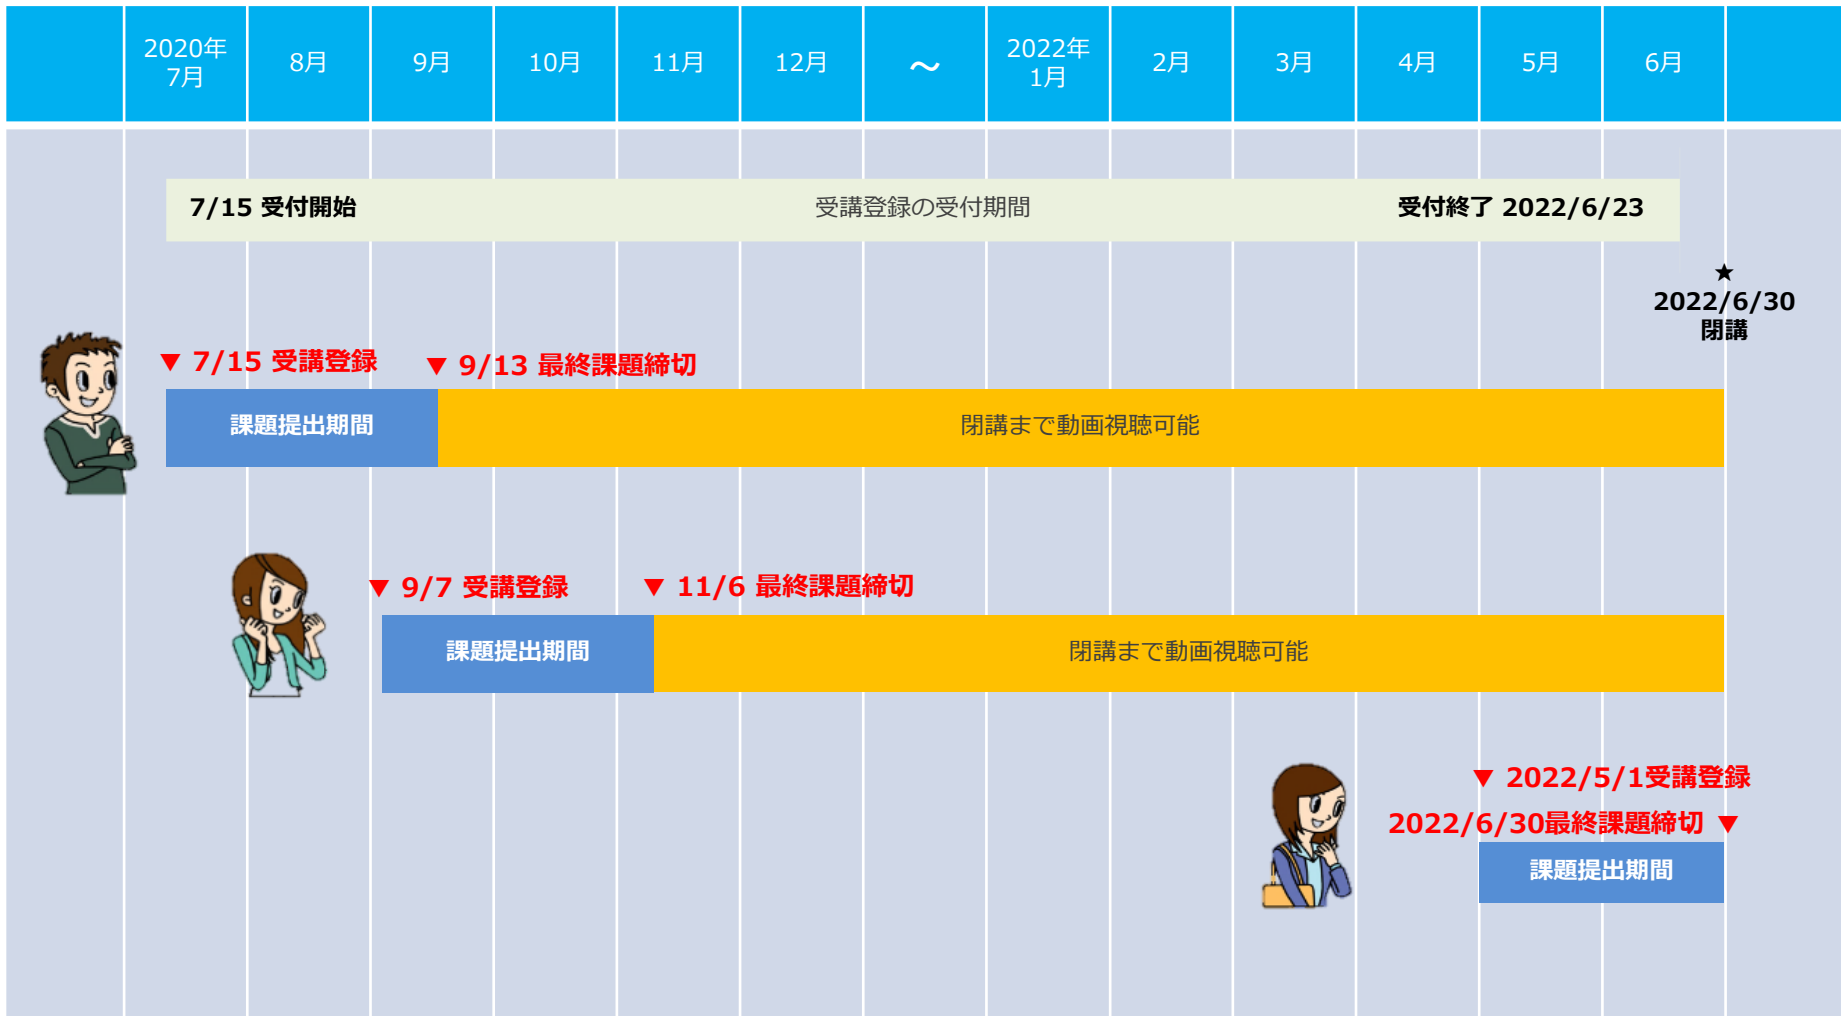 2020年
7月
8月
9月
10月
11月
12月
～
2022年
1月
2月
3月
4月
5月
6月
7/15 受付開始
受講登録の受付期間
受付終了 2022/6/23
★
2022/6/30
閉講
▼ 7/15 受講登録
▼ 9/13 最終課題締切
課題提出期間
閉講まで動画視聴可能
▼ 9/7 受講登録
▼ 11/6 最終課題締切
課題提出期間
閉講まで動画視聴可能
▼ 2022/5/1受講登録
2022/6/30最終課題締切 ▼
課題提出期間